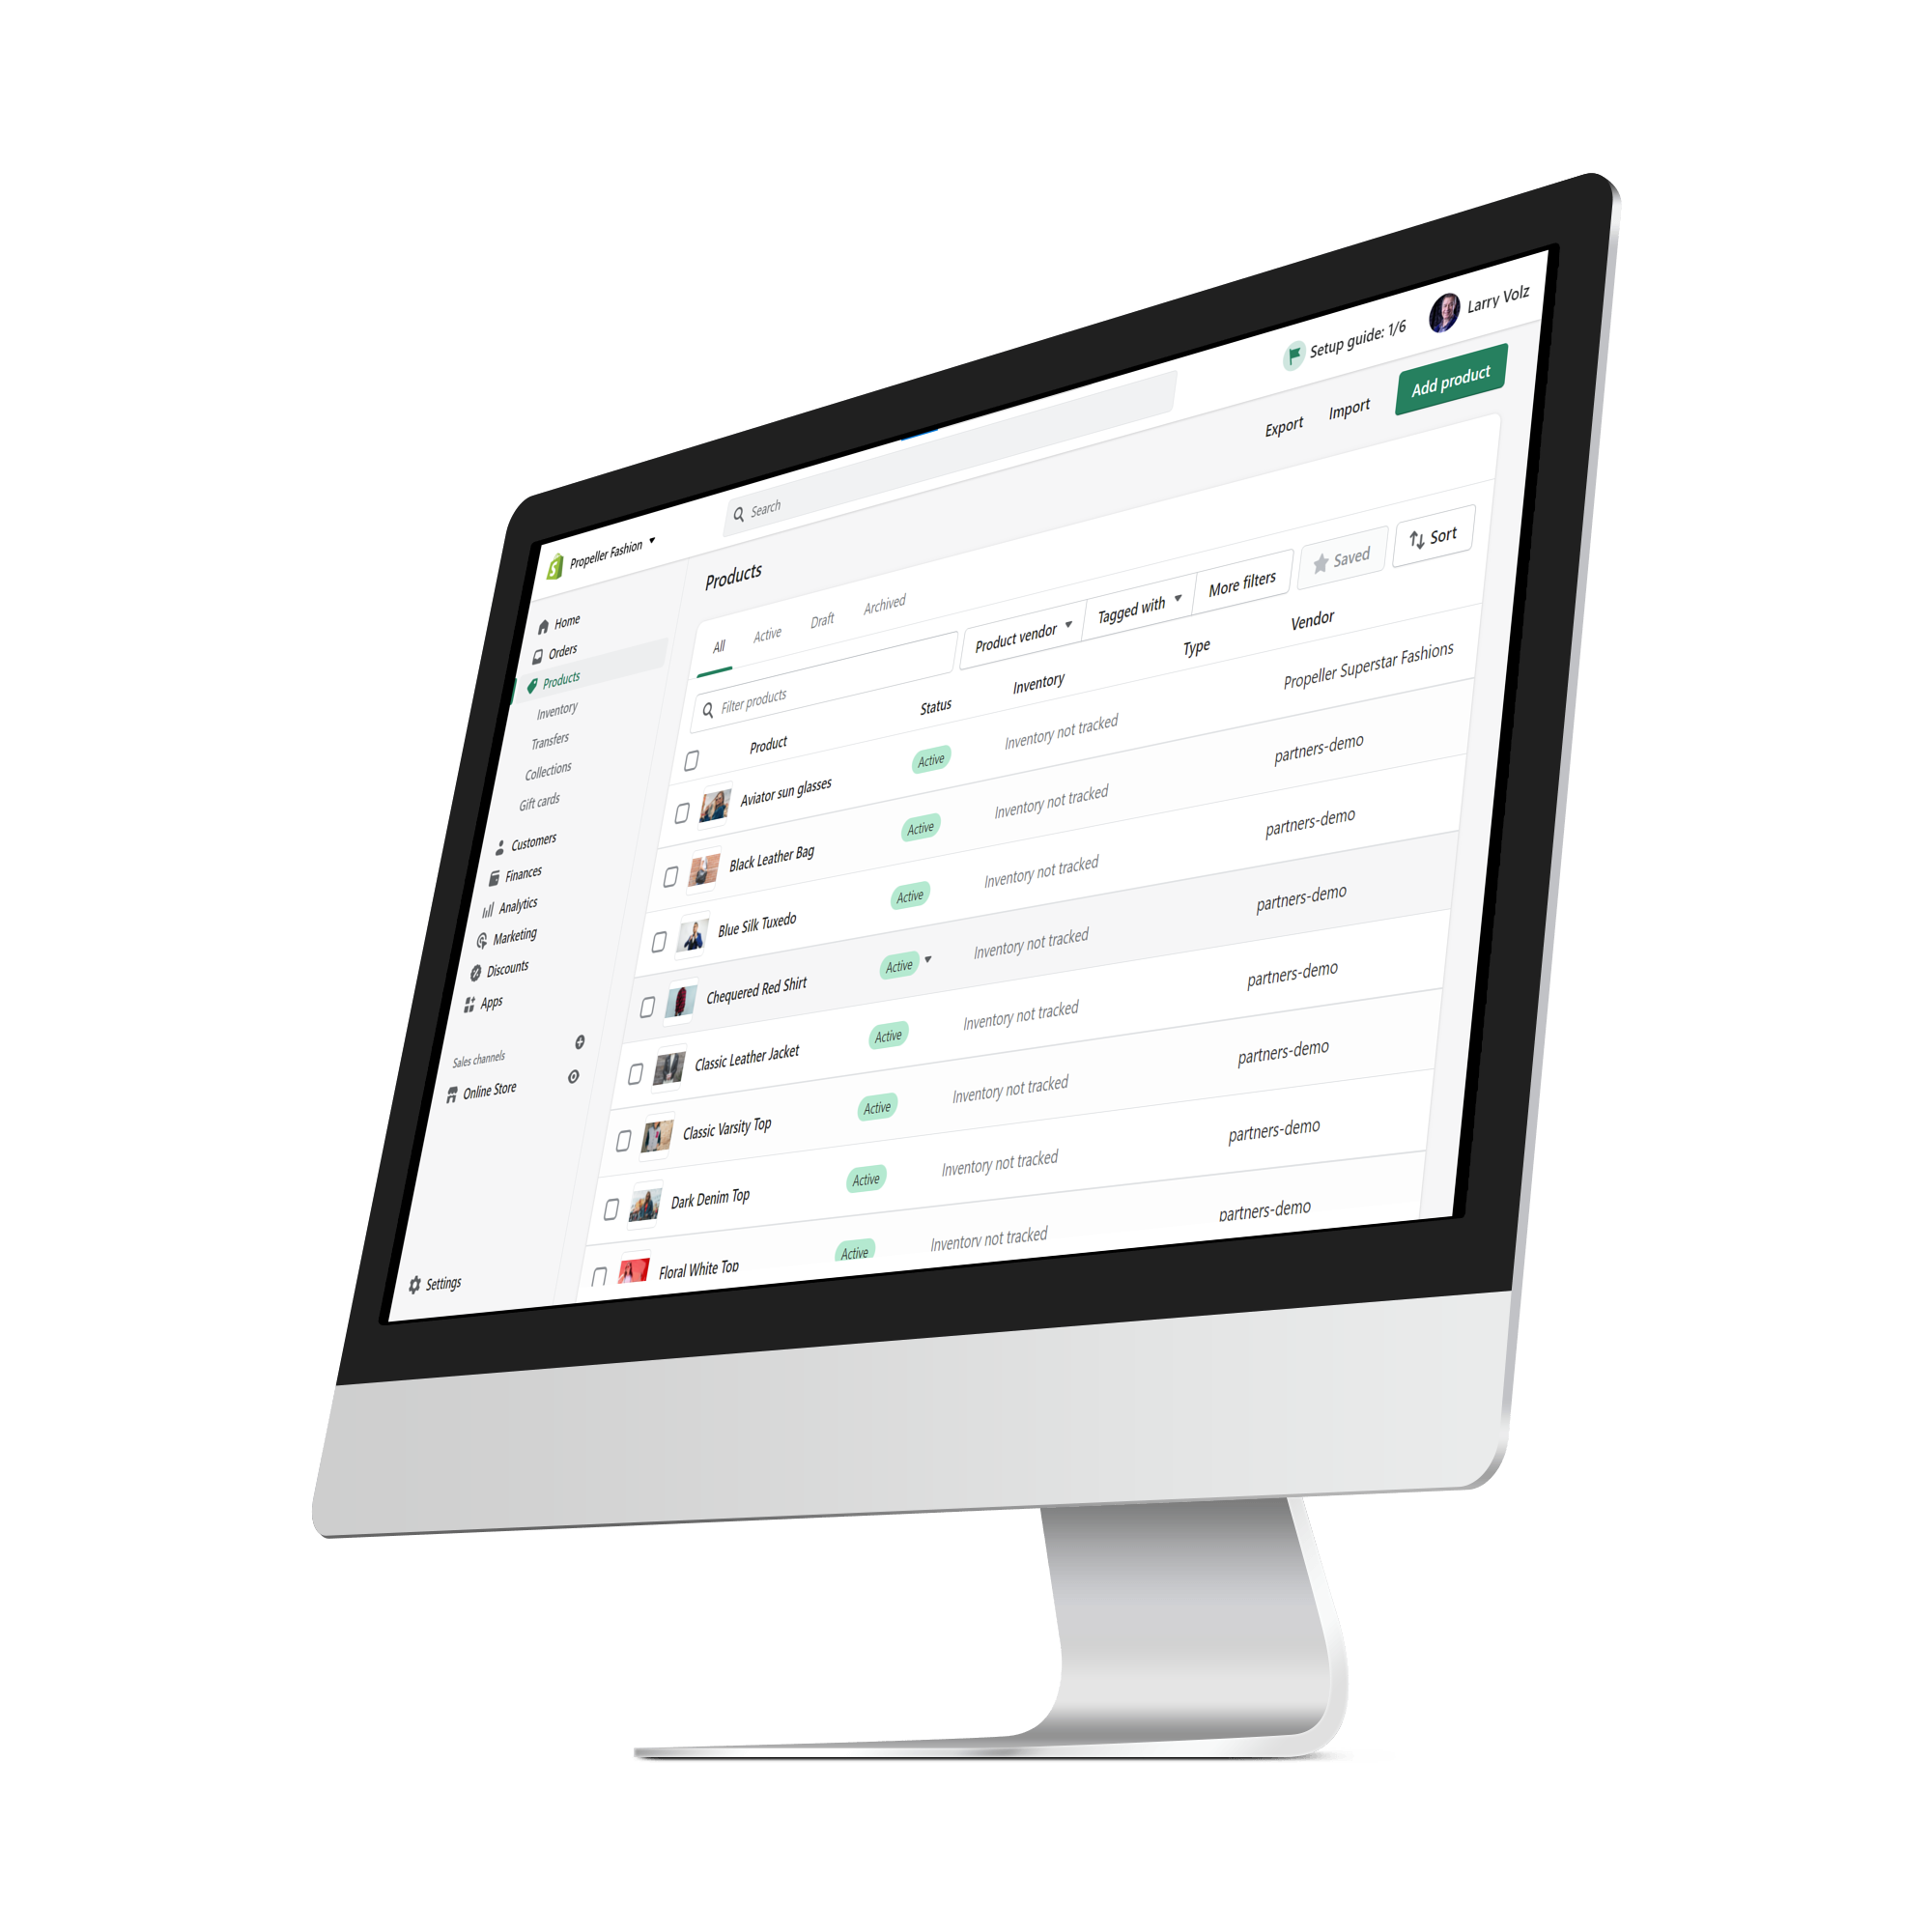 Propeller Fashion
Search
Setup guide: 1/6
Larry Volz
Home
Orders
Products
Inventory
Transfers
Collections
Gift cards
Customers
Finances
Analytics
Marketing
Discounts
Apps
Sales channels
Online Store
Settings
Products
Export Import Add product
All Active Draft Archived
Filter products
Product vendor Tagged with More filters Saved Sort
Product Status Inventory Type Vendor
Aviator sun glasses Active Inventory not tracked Propeller Superstar Fashions
Black Leather Bag Active Inventory not tracked partners-demo
Blue Silk Tuxedo Active Inventory not tracked partners-demo
Chequered Red Shirt Active Inventory not tracked partners-demo
Classic Leather Jacket Active Inventory not tracked partners-demo
Classic Varsity Top Active Inventory not tracked partners-demo
Dark Denim Top Active Inventory not tracked partners-demo
Floral White Top Active Inventory not tracked partners-demo